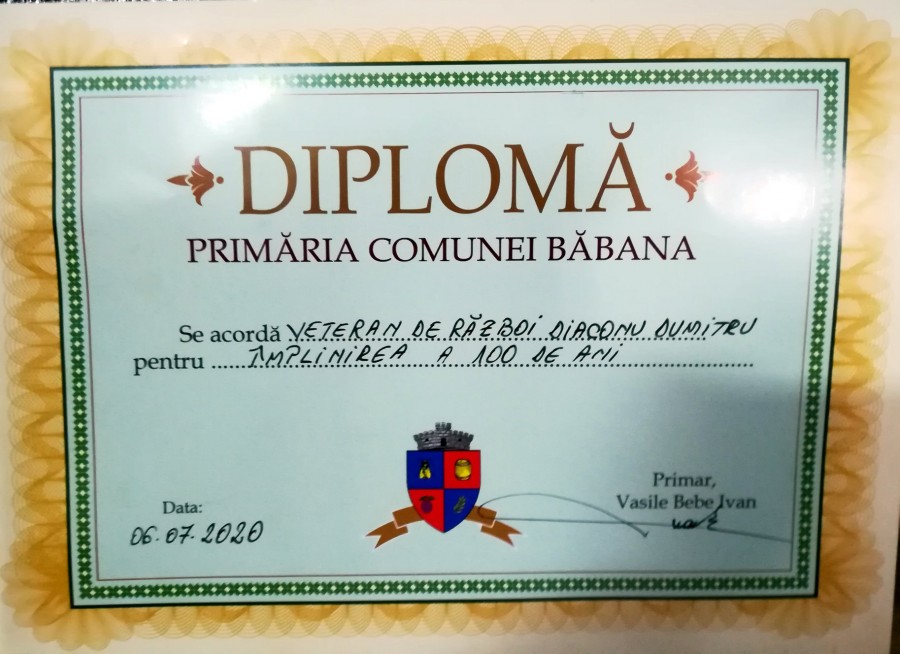 DIPLOMĂ
PRIMĂRIA COMUNEI BĂBANA
Se acordă VETERAN DE RĂZBOI DIACONU DUMITRU
pentru ÎMPLINIREA A 100 DE ANI
Primar,
Vasile Bebe Ivan
Data:
06.07.2020